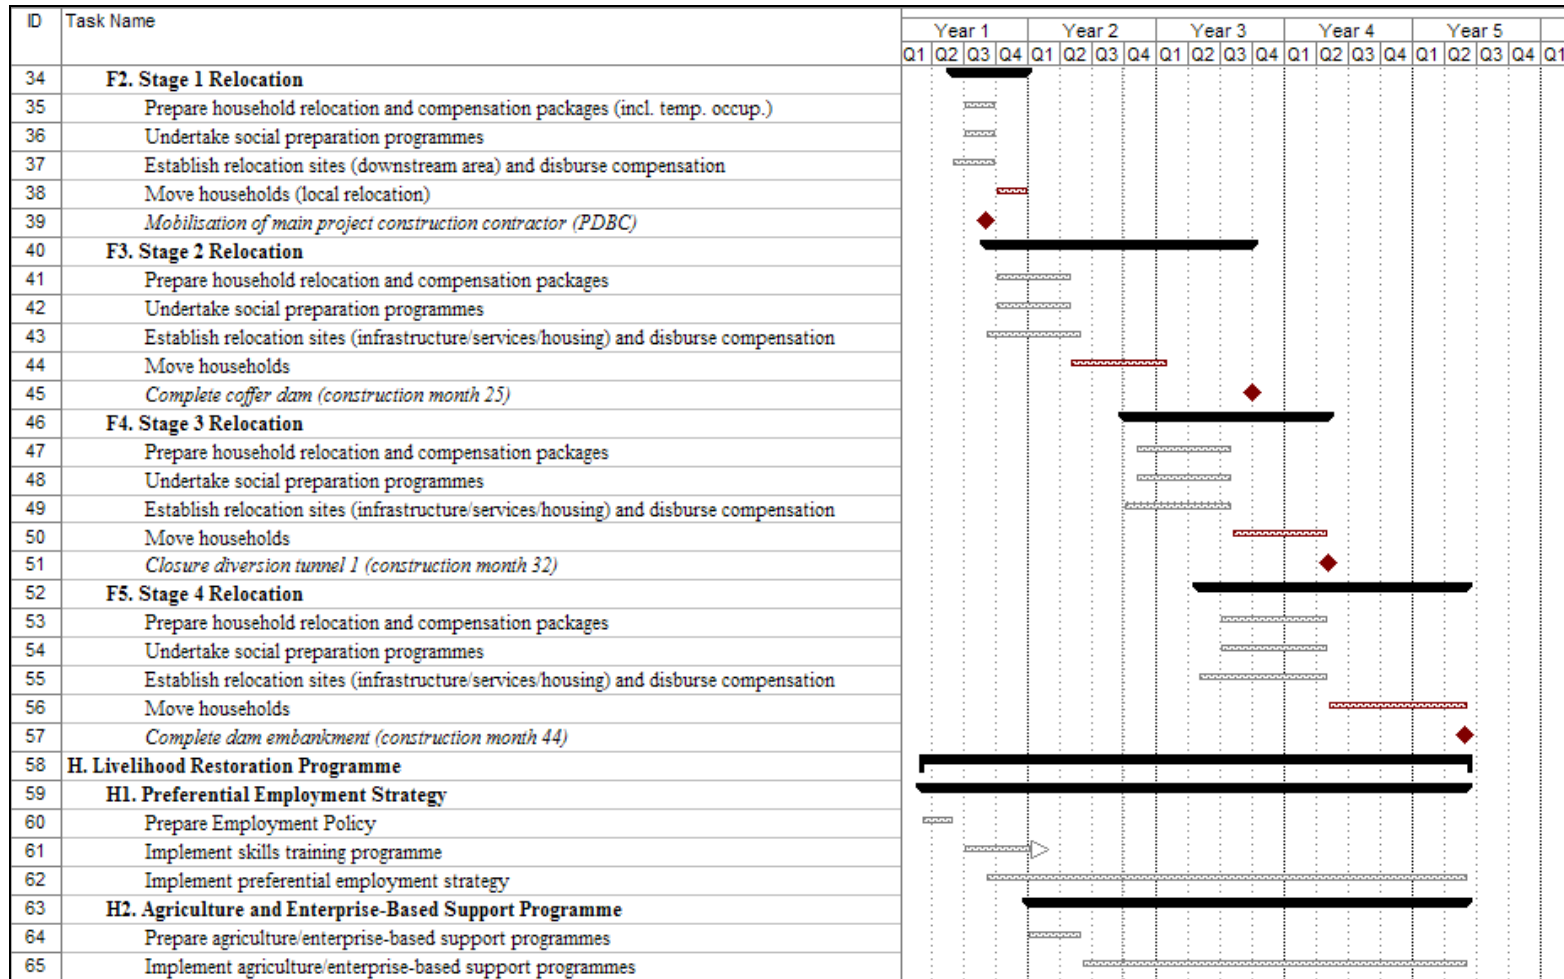 ID Task Name
Year 1 Year 2 Year 3 Year 4 Year 5
Q1 Q2 Q3 Q4 Q1 Q2 Q3 Q4 Q1 Q2 Q3 Q4 Q1 Q2 Q3 Q4 Q1 Q2 Q3 Q4 Q1
34 F2. Stage 1 Relocation
35 Prepare household relocation and compensation packages (incl. temp. occup.)
36 Undertake social preparation programmes
37 Establish relocation sites (downstream area) and disburse compensation
38 Move households (local relocation)
39 Mobilisation of main project construction contractor (PDBC)
40 F3. Stage 2 Relocation
41 Prepare household relocation and compensation packages
42 Undertake social preparation programmes
43 Establish relocation sites (infrastructure/services/housing) and disburse compensation
44 Move households
45 Complete coffer dam (construction month 25)
46 F4. Stage 3 Relocation
47 Prepare household relocation and compensation packages
48 Undertake social preparation programmes
49 Establish relocation sites (infrastructure/services/housing) and disburse compensation
50 Move households
51 Closure diversion tunnel 1 (construction month 32)
52 F5. Stage 4 Relocation
53 Prepare household relocation and compensation packages
54 Undertake social preparation programmes
55 Establish relocation sites (infrastructure/services/housing) and disburse compensation
56 Move households
57 Complete dam embankment (construction month 44)
58 H. Livelihood Restoration Programme
59 H1. Preferential Employment Strategy
60 Prepare Employment Policy
61 Implement skills training programme
62 Implement preferential employment strategy
63 H2. Agriculture and Enterprise-Based Support Programme
64 Prepare agriculture/enterprise-based support programmes
65 Implement agriculture/enterprise-based support programmes